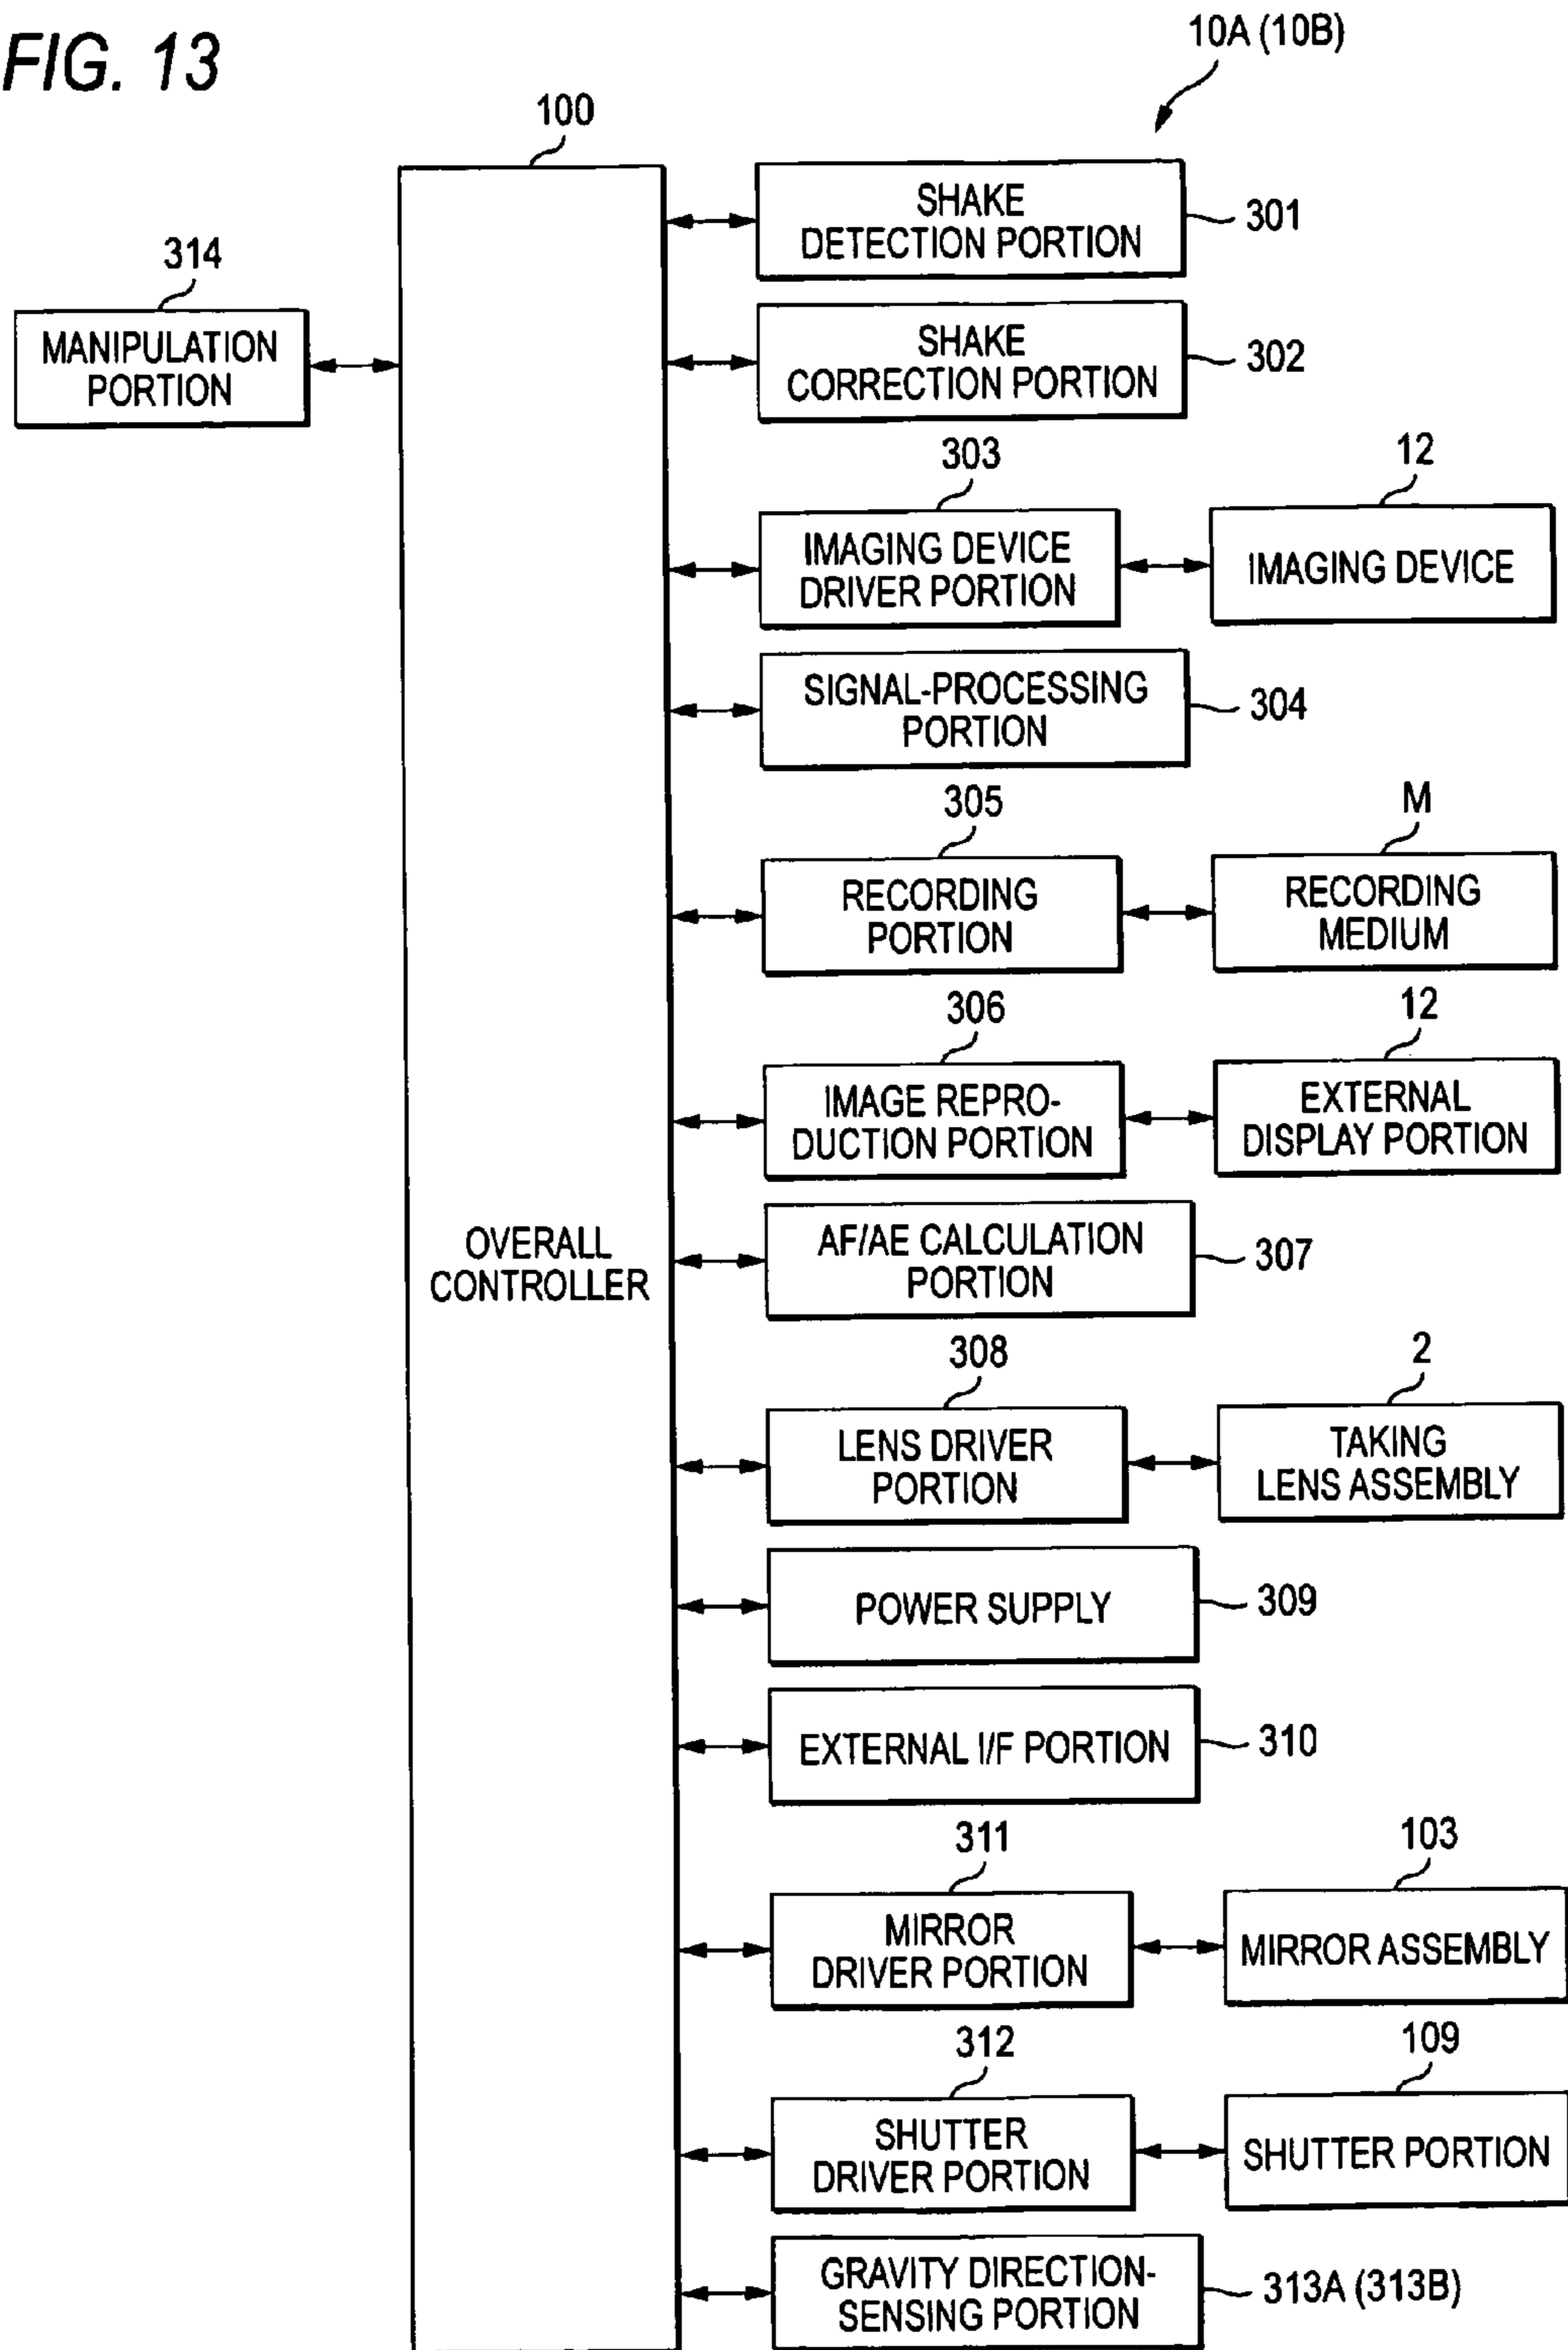 FIG. 13
10A (10B)
100
SHAKE
DETECTION PORTION
301
314
MANIPULATION
PORTION
SHAKE
CORRECTION PORTION
302
303
12
IMAGING DEVICE
DRIVER PORTION
IMAGING DEVICE
SIGNAL-PROCESSING
PORTION
304
305
M
RECORDING
PORTION
RECORDING
MEDIUM
306
12
IMAGE REPRO-
DUCTION PORTION
EXTERNAL
DISPLAY PORTION
OVERALL
CONTROLLER
AF/AE CALCULATION
PORTION
307
308
2
LENS DRIVER
PORTION
TAKING
LENS ASSEMBLY
POWER SUPPLY
309
EXTERNAL I/F PORTION
310
311
103
MIRROR
DRIVER PORTION
MIRROR ASSEMBLY
312
109
SHUTTER
DRIVER PORTION
SHUTTER PORTION
GRAVITY DIRECTION-
SENSING PORTION
313A (313B)